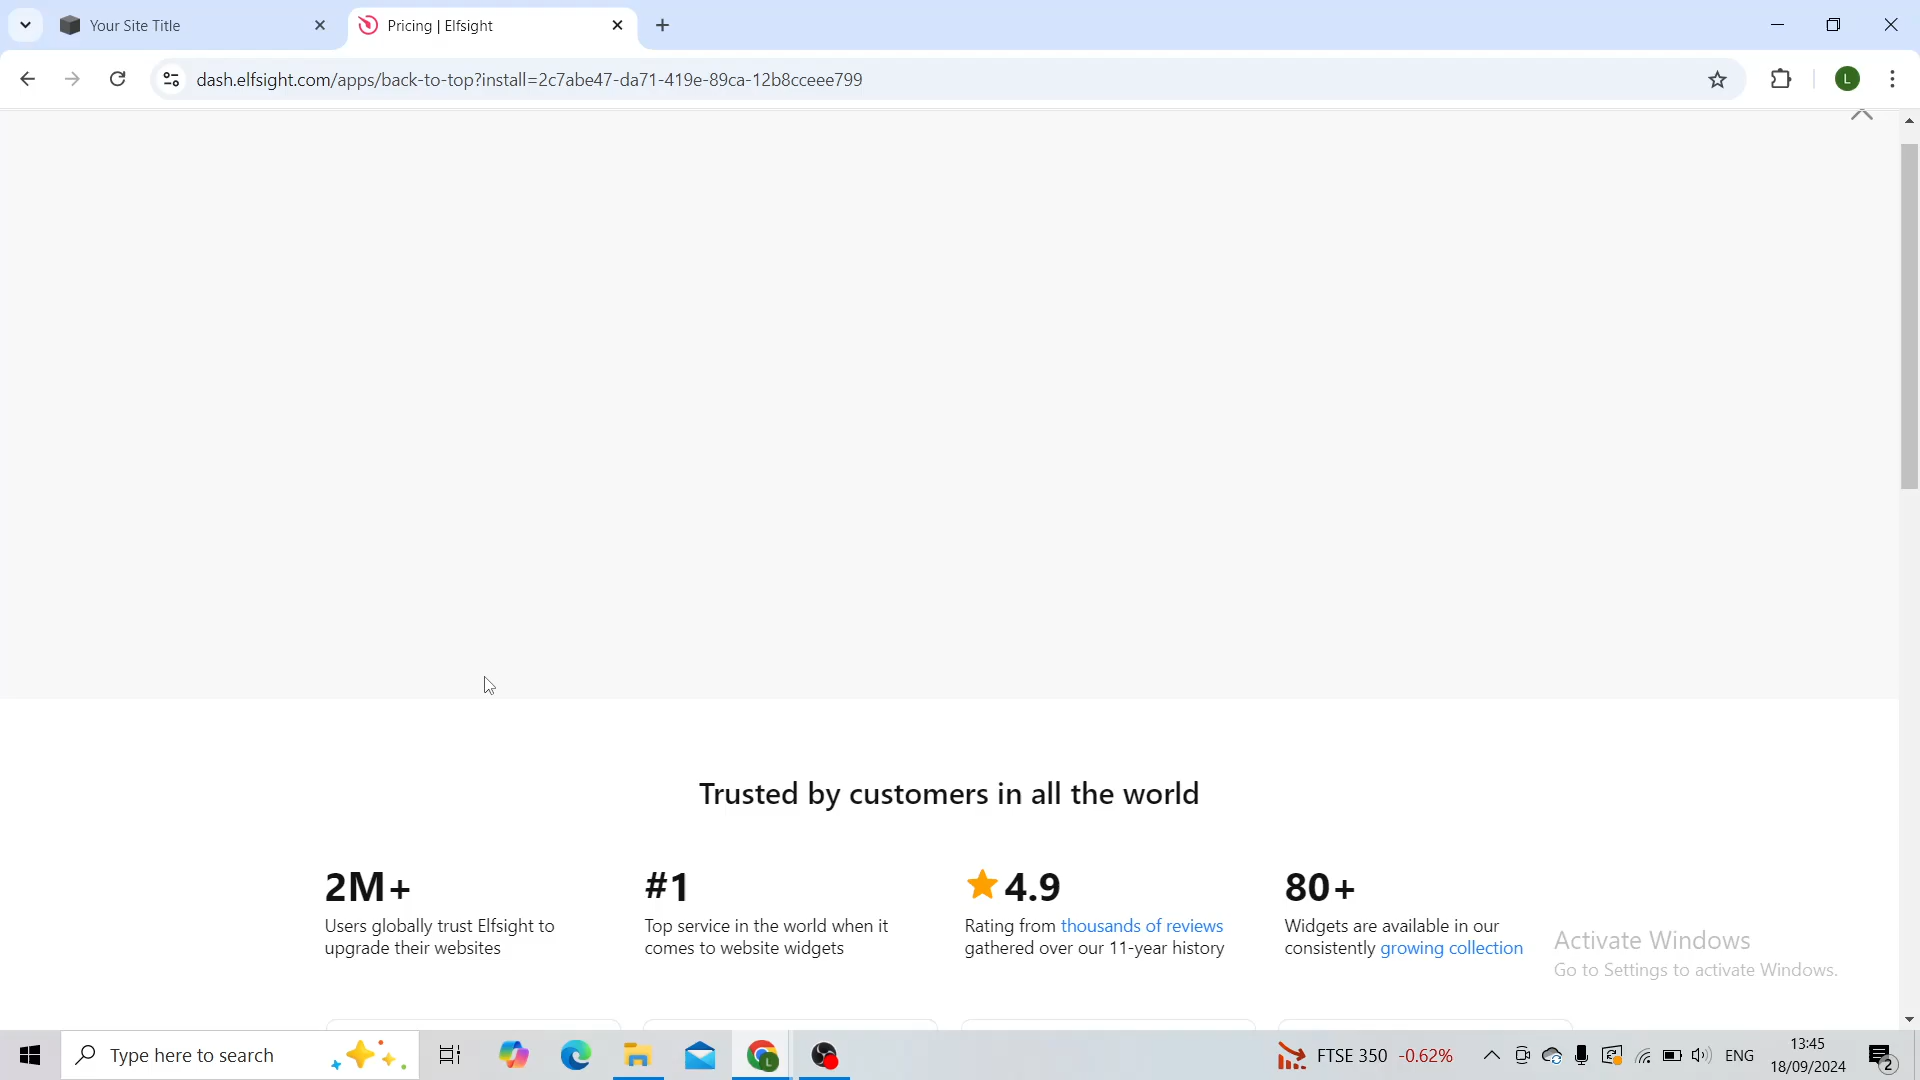 Your Site Title
Pricing | Elfsight
dash.elfsight.com/apps/back-to-top?install=2c7abe47-da71-419e-89ca-12b8cceee799
L
Trusted by customers in all the world
2M+
Users globally trust Elfsight to
upgrade their websites
#1
Top service in the world when it
comes to website widgets
4.9
Rating from thousands of reviews
gathered over our 11-year history
80+
Widgets are available in our
consistently growing collection
Activate Windows
Go to Settings to activate Windows.
Type here to search
L
FTSE 350 -0.62%
ENG
13:45
18/09/2024
2